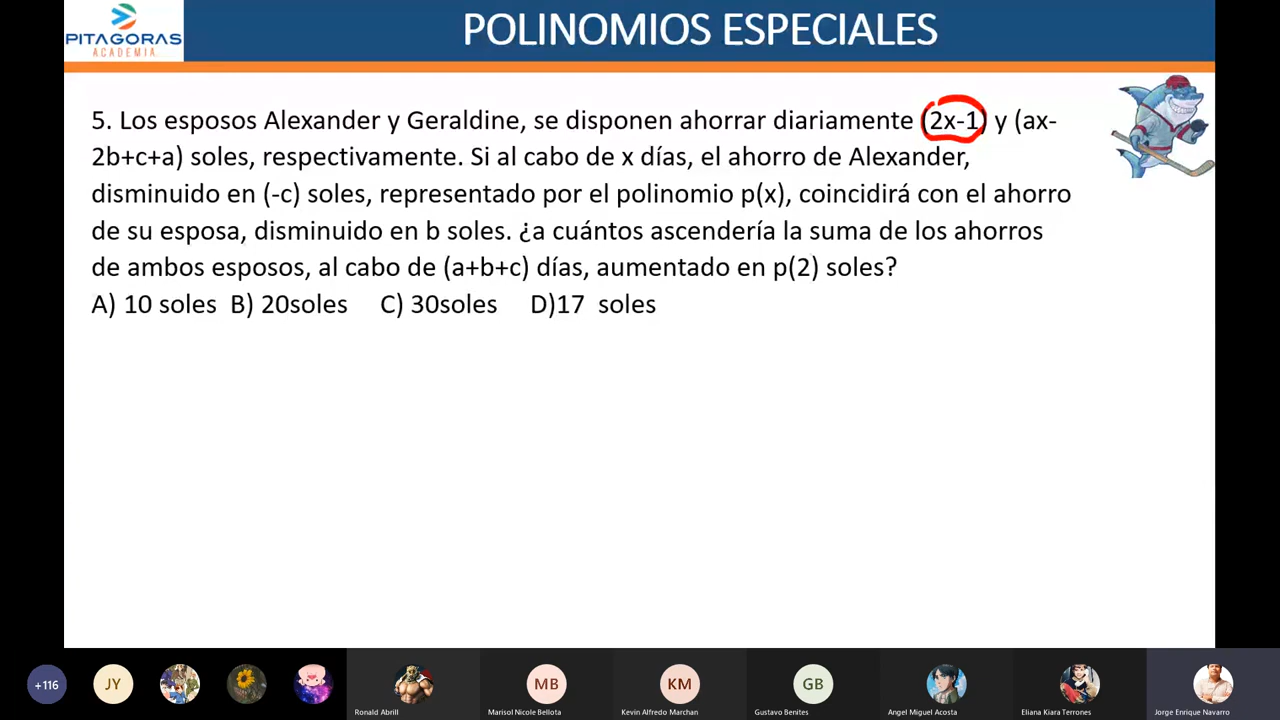 PITAGORAS
ACADEMIA
POLINOMIOS ESPECIALES
5. Los esposos Alexander y Geraldine, se disponen ahorrar diariamente (2x-1) y (ax-
2b+c+a) soles, respectivamente. Si al cabo de x días, el ahorro de Alexander,
disminuido en (-c) soles, representado por el polinomio p(x), coincidirá con el ahorro
de su esposa, disminuido en b soles. ¿a cuántos ascendería la suma de los ahorros
de ambos esposos, al cabo de (a+b+c) días, aumentado en p(2) soles?
A) 10 soles B) 20soles C) 30soles D)17 soles
+116
JY
MB
KM
GB
Ronald Abrill
Marisol Nicole Bellota
Kevin Alfredo Marchan
Gustavo Benites
Angel Miguel Acosta
Eliana Kiara Terrones
Jorge Enrique Navarro